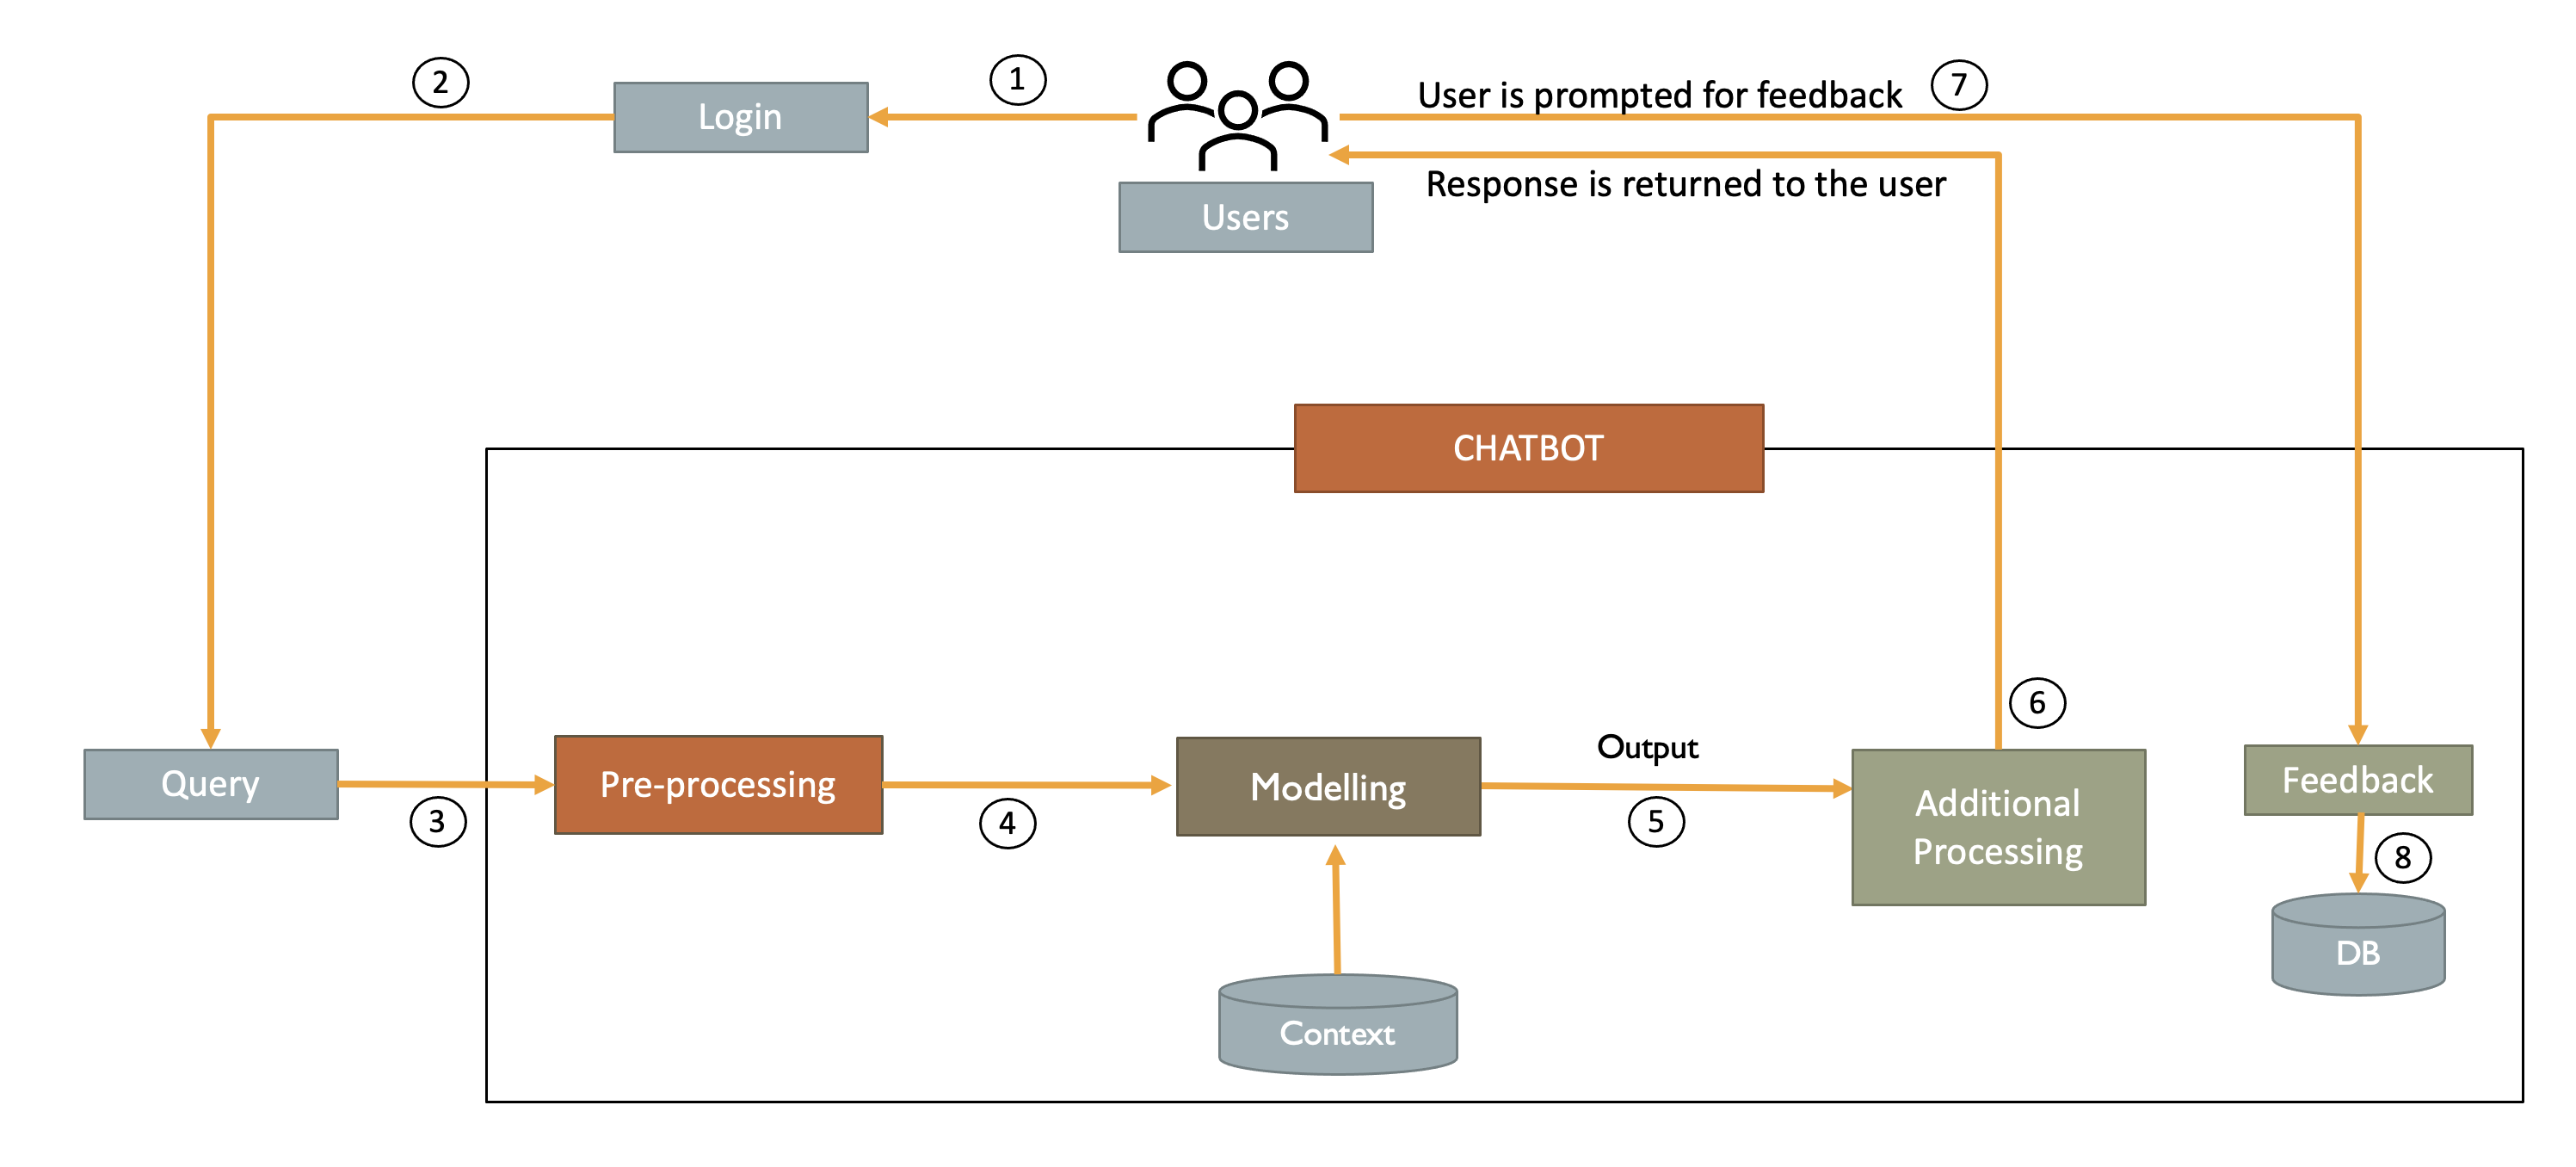 2
Login
1
User is prompted for feedback
7
Response is returned to the user
Users
CHATBOT
6
Query
3
Pre-processing
4
Modelling
Output
5
Additional
Processing
Feedback
8
DB
Context